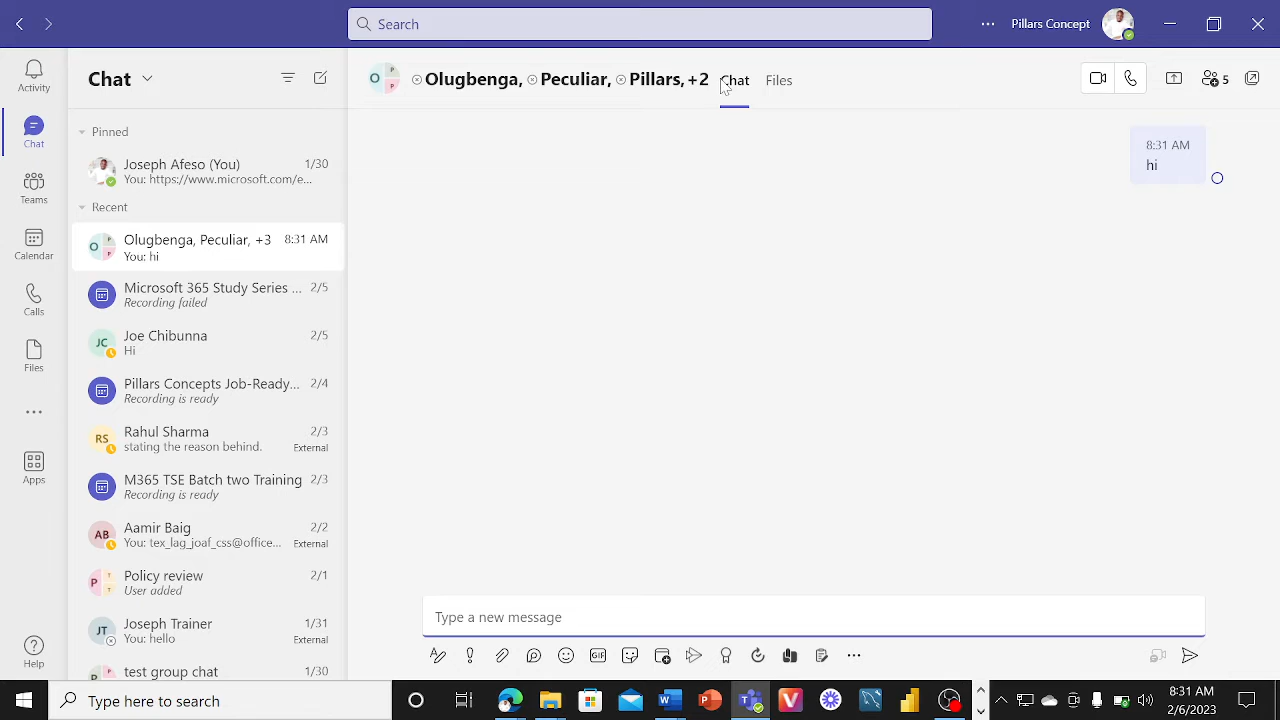 Search
Pillars Concept
Activity
Chat
Teams
Calendar
Calls
Files
Apps
Help
Chat
Pinned
Joseph Afeso (You) 1/30
You: https://www.microsoft.com/e...
Recent
Olugbenga, Peculiar, +3 8:31 AM
You: hi
Microsoft 365 Study Series ... 2/5
Recording failed
Joe Chibunna 2/5
Hi
Pillars Concepts Job-Ready... 2/4
Recording is ready
Rahul Sharma 2/3
stating the reason behind. External
M365 TSE Batch two Training 2/3
Recording is ready
Aamir Baig 2/2
You: tex_lag_joaf_css@office... External
Policy review 2/1
User added
Joseph Trainer 1/31
You: hello External
test group chat 1/30
Olugbenga, Peculiar, Pillars, +2 Chat Files 5
8:31 AM
hi
Type a new message
Type here to search
8:31 AM
2/6/2023